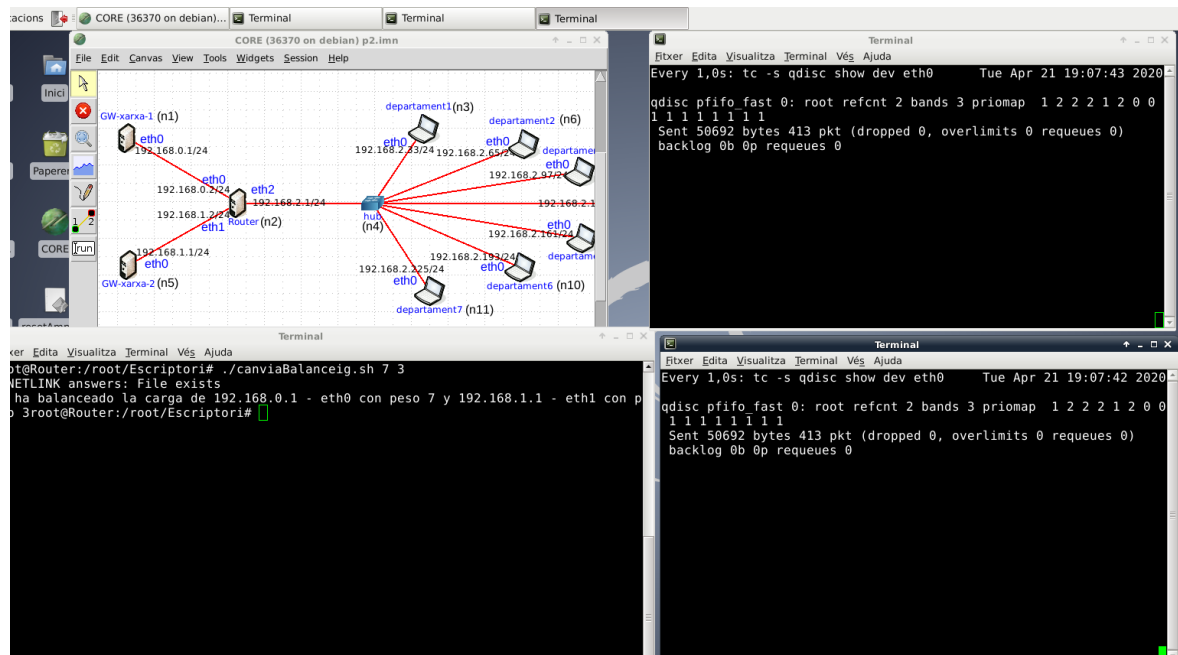 acions
CORE (36370 on debian)...
Terminal
Terminal
Terminal
Inici
Paperer
CORE
CORE (36370 on debian) p2.imn
File Edit Canvas View Tools Widgets Session Help
run
1 2
GW-xarxa-1 (n1)
eth0
192.168.0.1/24
eth0
192.168.0.2/24
eth2
192.168.2.1/24
192.168.1.2/24
eth1
Router (n2)
192.168.1.1/24
eth0
GW-xarxa-2 (n5)
hub
(n4)
departament1(n3)
eth0
192.168.2.33/24
departament2 (n6)
eth0
192.168.2.65/24
departamen
eth0
192.168.2.97/24
192.168.2.1
eth0
192.168.2.161/24
departam
192.168.2.193/24
eth0
departament6 (n10)
192.168.2.225/24
eth0
departament7 (n11)
Terminal
Fitxer Edita Visualitza Terminal Vés Ajuda
Every 1,0s: tc -s qdisc show dev eth0 Tue Apr 21 19:07:43 2020
qdisc pfifo_fast 0: root refcnt 2 bands 3 priomap 1 2 2 2 1 2 0 0
1 1 1 1 1 1 1 1
Sent 50692 bytes 413 pkt (dropped 0, overlimits 0 requeues 0)
backlog 0b 0p requeues 0
Terminal
xer Edita Visualitza Terminal Vés Ajuda
ot@Router:/root/Escriptori# ./canviaBalanceig.sh 7 3
NETLINK answers: File exists
ha balanceado la carga de 192.168.0.1 - eth0 con peso 7 y 192.168.1.1 - eth1 con p
o 3root@Router:/root/Escriptori#
Terminal
Fitxer Edita Visualitza Terminal Vés Ajuda
Every 1,0s: tc -s qdisc show dev eth0 Tue Apr 21 19:07:42 2020
qdisc pfifo_fast 0: root refcnt 2 bands 3 priomap 1 2 2 2 1 2 0 0
1 1 1 1 1 1 1 1
Sent 50692 bytes 413 pkt (dropped 0, overlimits 0 requeues 0)
backlog 0b 0p requeues 0